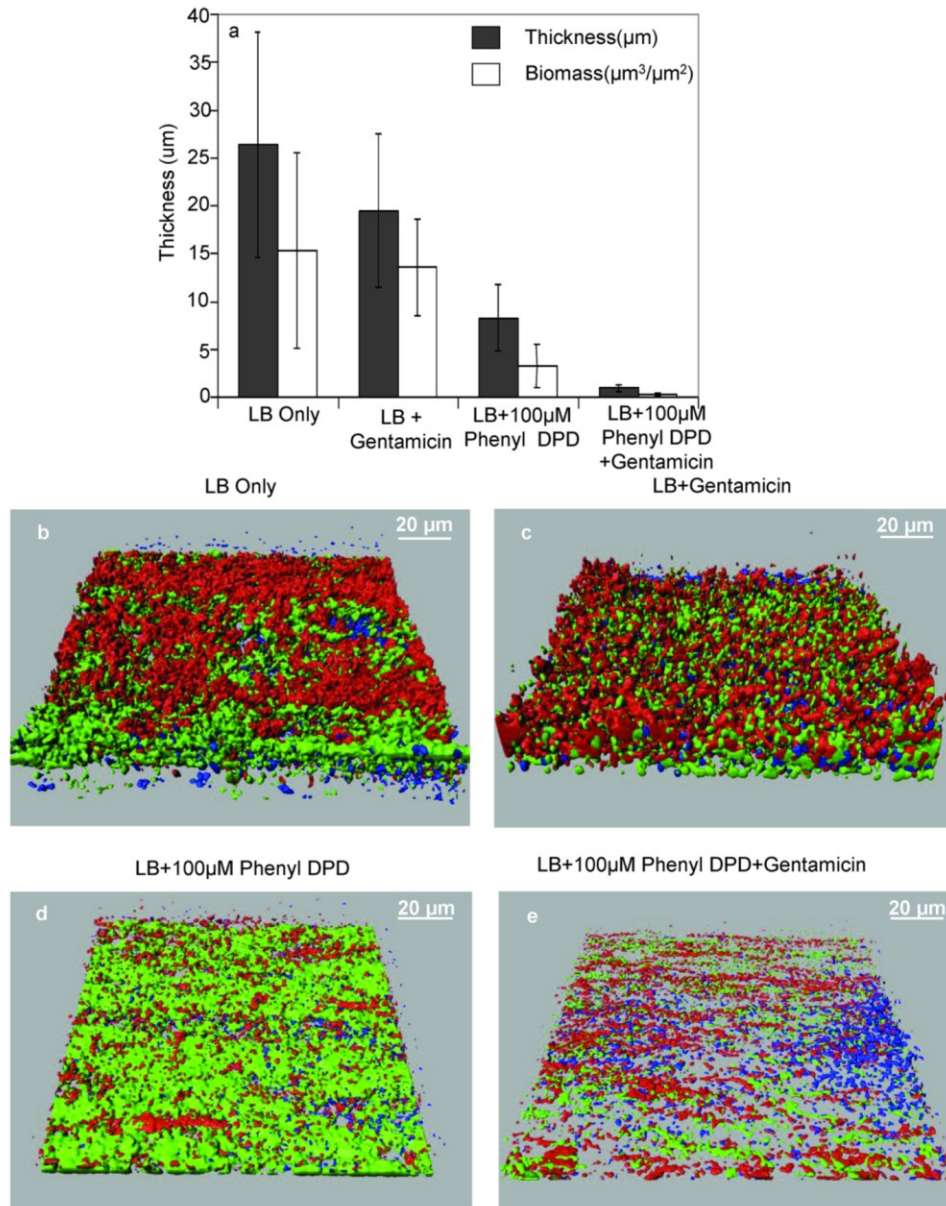 a
Thickness(µm)
Biomass(µm³/µm²)
Thickness (um)
40
35
30
25
20
15
10
5
0
LB Only
LB +
Gentamicin
LB+100µM
Phenyl DPD
LB+100µM
Phenyl DPD
+Gentamicin
LB Only
b
20 µm
LB+Gentamicin
c
20 µm
LB+100µM Phenyl DPD
d
20 µm
LB+100µM Phenyl DPD+Gentamicin
e
20 µm